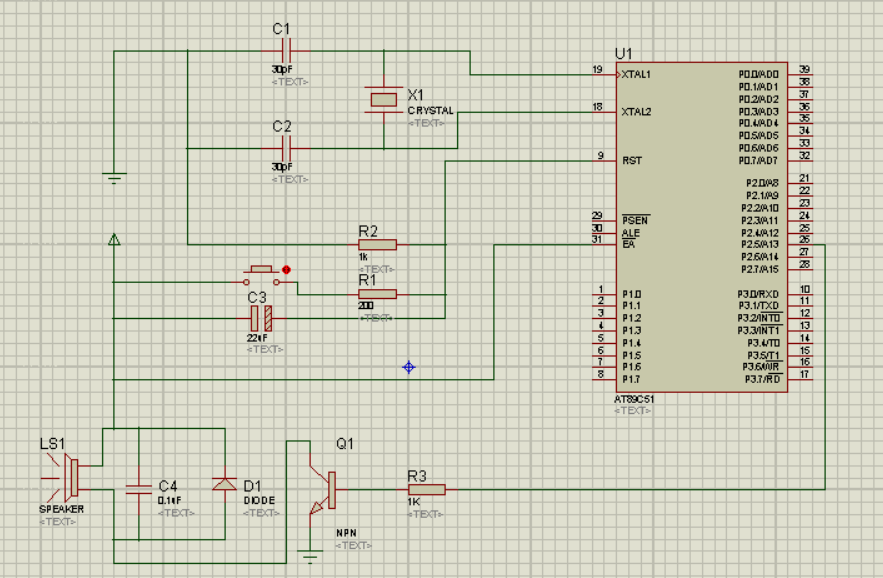 C1
30pF
<TEXT>
X1
CRYSTAL
<TEXT>
C2
30pF
<TEXT>
R2
1k
<TEXT>
R1
200
<TEXT>
C3
22uF
<TEXT>
U1
19 XTAL1
18 XTAL2
9 RST
29 PSEN
30 ALE
31 EA
1 P1.0
2 P1.1
3 P1.2
4 P1.3
5 P1.4
6 P1.5
7 P1.6
8 P1.7
P0.0/AD0 39
P0.1/AD1 38
P0.2/AD2 37
P0.3/AD3 36
P0.4/AD4 35
P0.5/AD5 34
P0.6/AD6 33
P0.7/AD7 32
P2.0/A8 21
P2.1/A9 22
P2.2/A10 23
P2.3/A11 24
P2.4/A12 25
P2.5/A13 26
P2.6/A14 27
P2.7/A15 28
P3.0/RXD 10
P3.1/TXD 11
P3.2/INT0 12
P3.3/INT1 13
P3.4/T0 14
P3.5/T1 15
P3.6/WR 16
P3.7/RD 17
AT89C51
<TEXT>
LS1
SPEAKER
<TEXT>
C4
0.1uF
<TEXT>
D1
DIODE
<TEXT>
Q1
NPN
<TEXT>
R3
1K
<TEXT>